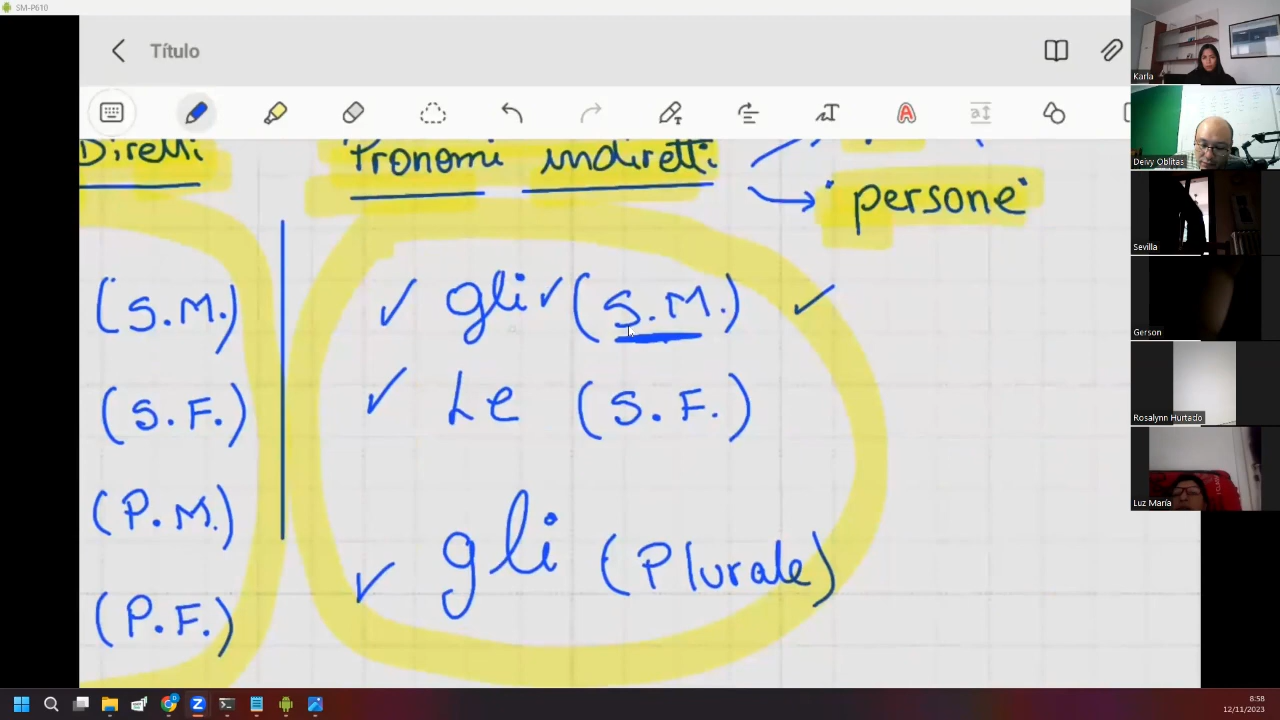 SM-P610
Título
Diretti Pronomi indiretti
"persone"
(S.M.) ✓ gli ✓ (S.M.) ✓
(S.F.) ✓ Le (S.F.)
(P.M.)
✓ gli (Plurale)
(P.F.)
Karla
Deivy Oblitas
Sevilla
Gerson
Rosalynn Hurtado
Luz María
8:58
12/11/2023